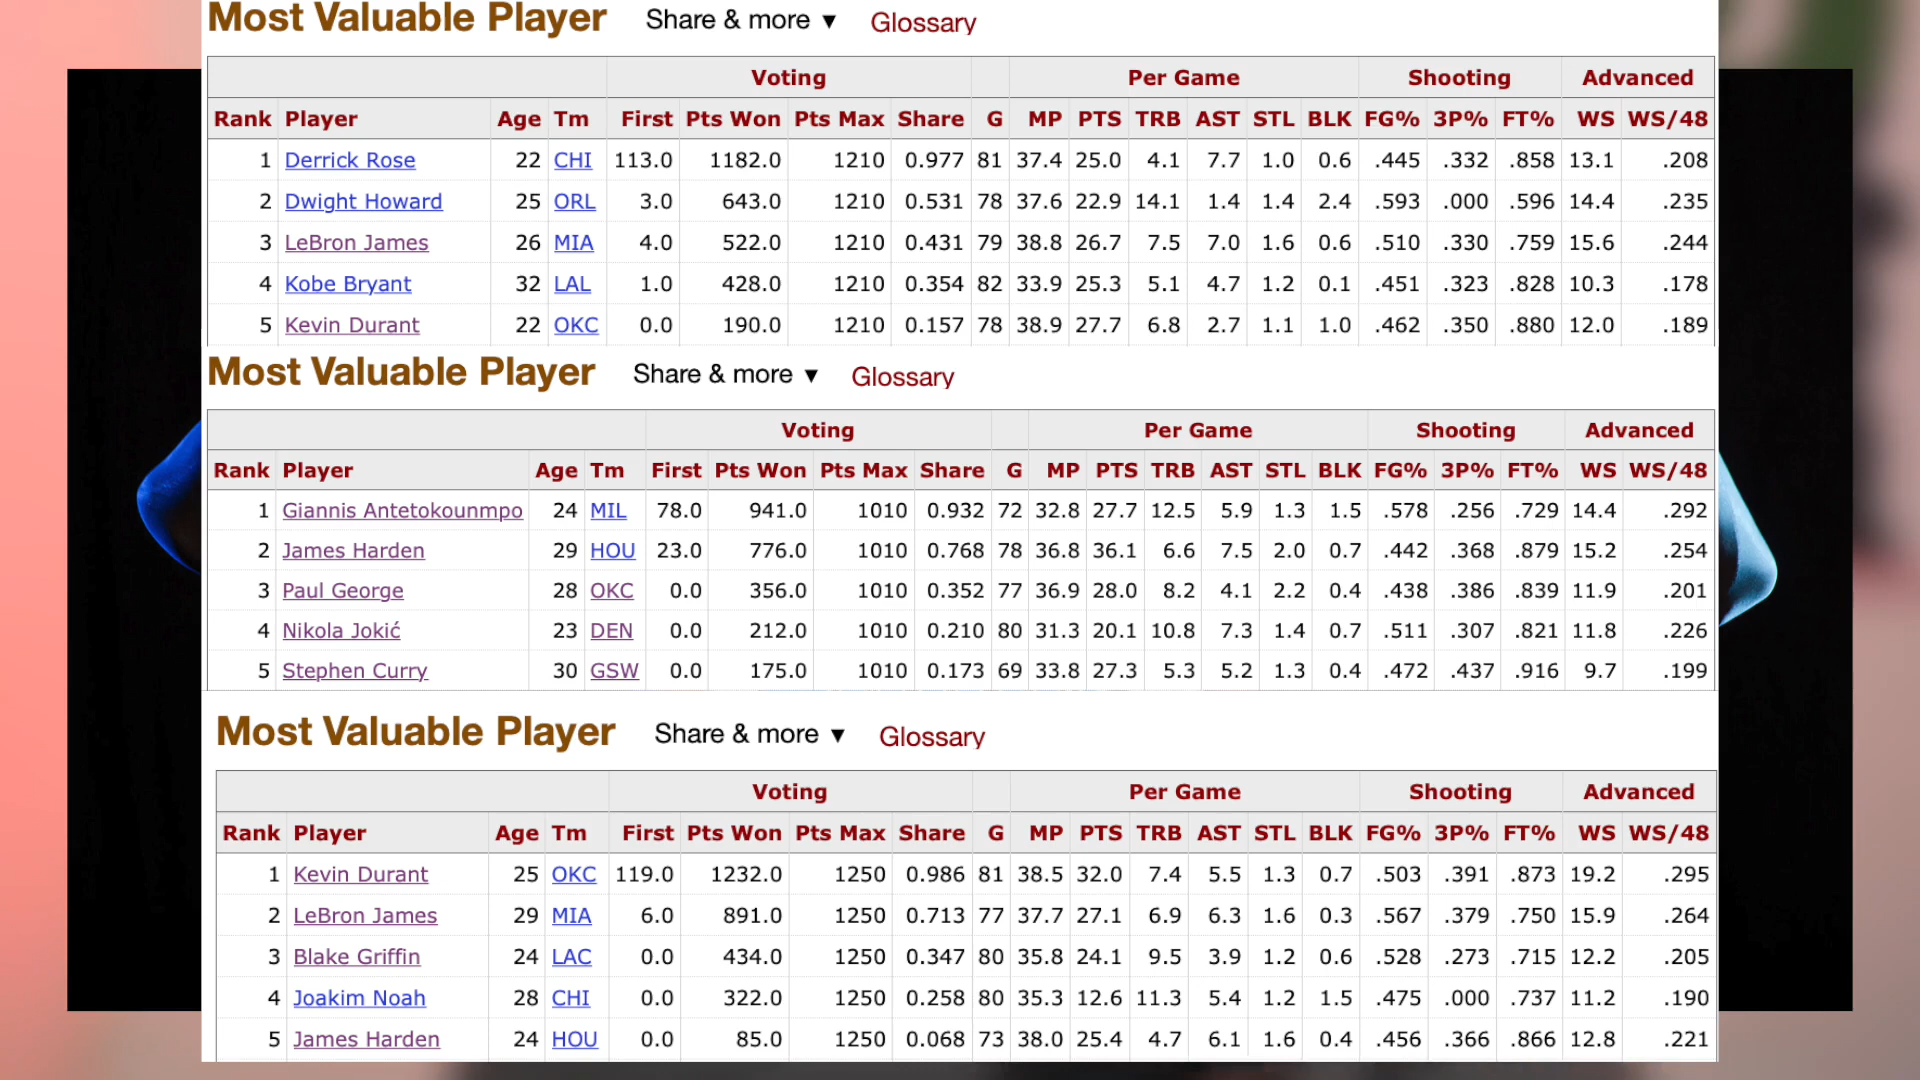 Most Valuable Player Share & more ▼ Glossary
Voting Per Game Shooting Advanced
Rank Player Age Tm First Pts Won Pts Max Share G MP PTS TRB AST STL BLK FG% 3P% FT% WS WS/48
1 Derrick Rose 22 CHI 113.0 1182.0 1210 0.977 81 37.4 25.0 4.1 7.7 1.0 0.6 .445 .332 .858 13.1 .208
2 Dwight Howard 25 ORL 3.0 643.0 1210 0.531 78 37.6 22.9 14.1 1.4 1.4 2.4 .593 .000 .596 14.4 .235
3 LeBron James 26 MIA 4.0 522.0 1210 0.431 79 38.8 26.7 7.5 7.0 1.6 0.6 .510 .330 .759 15.6 .244
4 Kobe Bryant 32 LAL 1.0 428.0 1210 0.354 82 33.9 25.3 5.1 4.7 1.2 0.1 .451 .323 .828 10.3 .178
5 Kevin Durant 22 OKC 0.0 190.0 1210 0.157 78 38.9 27.7 6.8 2.7 1.1 1.0 .462 .350 .880 12.0 .189
Most Valuable Player Share & more ▼ Glossary
Voting Per Game Shooting Advanced
Rank Player Age Tm First Pts Won Pts Max Share G MP PTS TRB AST STL BLK FG% 3P% FT% WS WS/48
1 Giannis Antetokounmpo 24 MIL 78.0 941.0 1010 0.932 72 32.8 27.7 12.5 5.9 1.3 1.5 .578 .256 .729 14.4 .292
2 James Harden 29 HOU 23.0 776.0 1010 0.768 78 36.8 36.1 6.6 7.5 2.0 0.7 .442 .368 .879 15.2 .254
3 Paul George 28 OKC 0.0 356.0 1010 0.352 77 36.9 28.0 8.2 4.1 2.2 0.4 .438 .386 .839 11.9 .201
4 Nikola Jokić 23 DEN 0.0 212.0 1010 0.210 80 31.3 20.1 10.8 7.3 1.4 0.7 .511 .307 .821 11.8 .226
5 Stephen Curry 30 GSW 0.0 175.0 1010 0.173 69 33.8 27.3 5.3 5.2 1.3 0.4 .472 .437 .916 9.7 .199
Most Valuable Player Share & more ▼ Glossary
Voting Per Game Shooting Advanced
Rank Player Age Tm First Pts Won Pts Max Share G MP PTS TRB AST STL BLK FG% 3P% FT% WS WS/48
1 Kevin Durant 25 OKC 119.0 1232.0 1250 0.986 81 38.5 32.0 7.4 5.5 1.3 0.7 .503 .391 .873 19.2 .295
2 LeBron James 29 MIA 6.0 891.0 1250 0.713 77 37.7 27.1 6.9 6.3 1.6 0.3 .567 .379 .750 15.9 .264
3 Blake Griffin 24 LAC 0.0 434.0 1250 0.347 80 35.8 24.1 9.5 3.9 1.2 0.6 .528 .273 .715 12.2 .205
4 Joakim Noah 28 CHI 0.0 322.0 1250 0.258 80 35.3 12.6 11.3 5.4 1.2 1.5 .475 .000 .737 11.2 .190
5 James Harden 24 HOU 0.0 85.0 1250 0.068 73 38.0 25.4 4.7 6.1 1.6 0.4 .456 .366 .866 12.8 .221